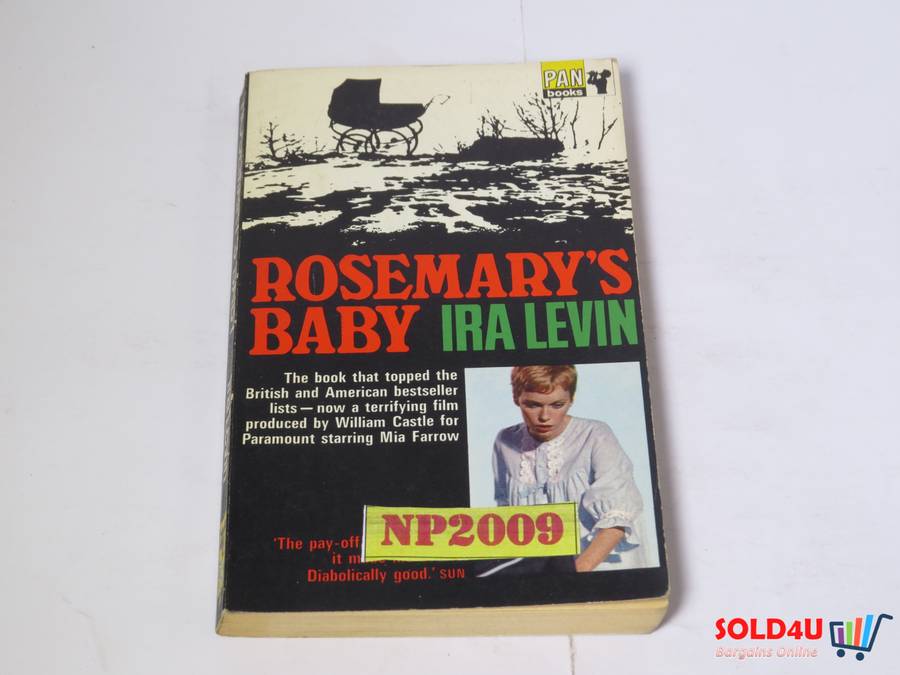 PAN
books
ROSEMARY'S
BABY IRA LEVIN
The book that topped the
British and American bestseller
lists — now a terrifying film
produced by William Castle for
Paramount starring Mia Farrow
NP2009
'The pay-off
it
Diabolically good.' SUN
SOLD4U
Bargains Online